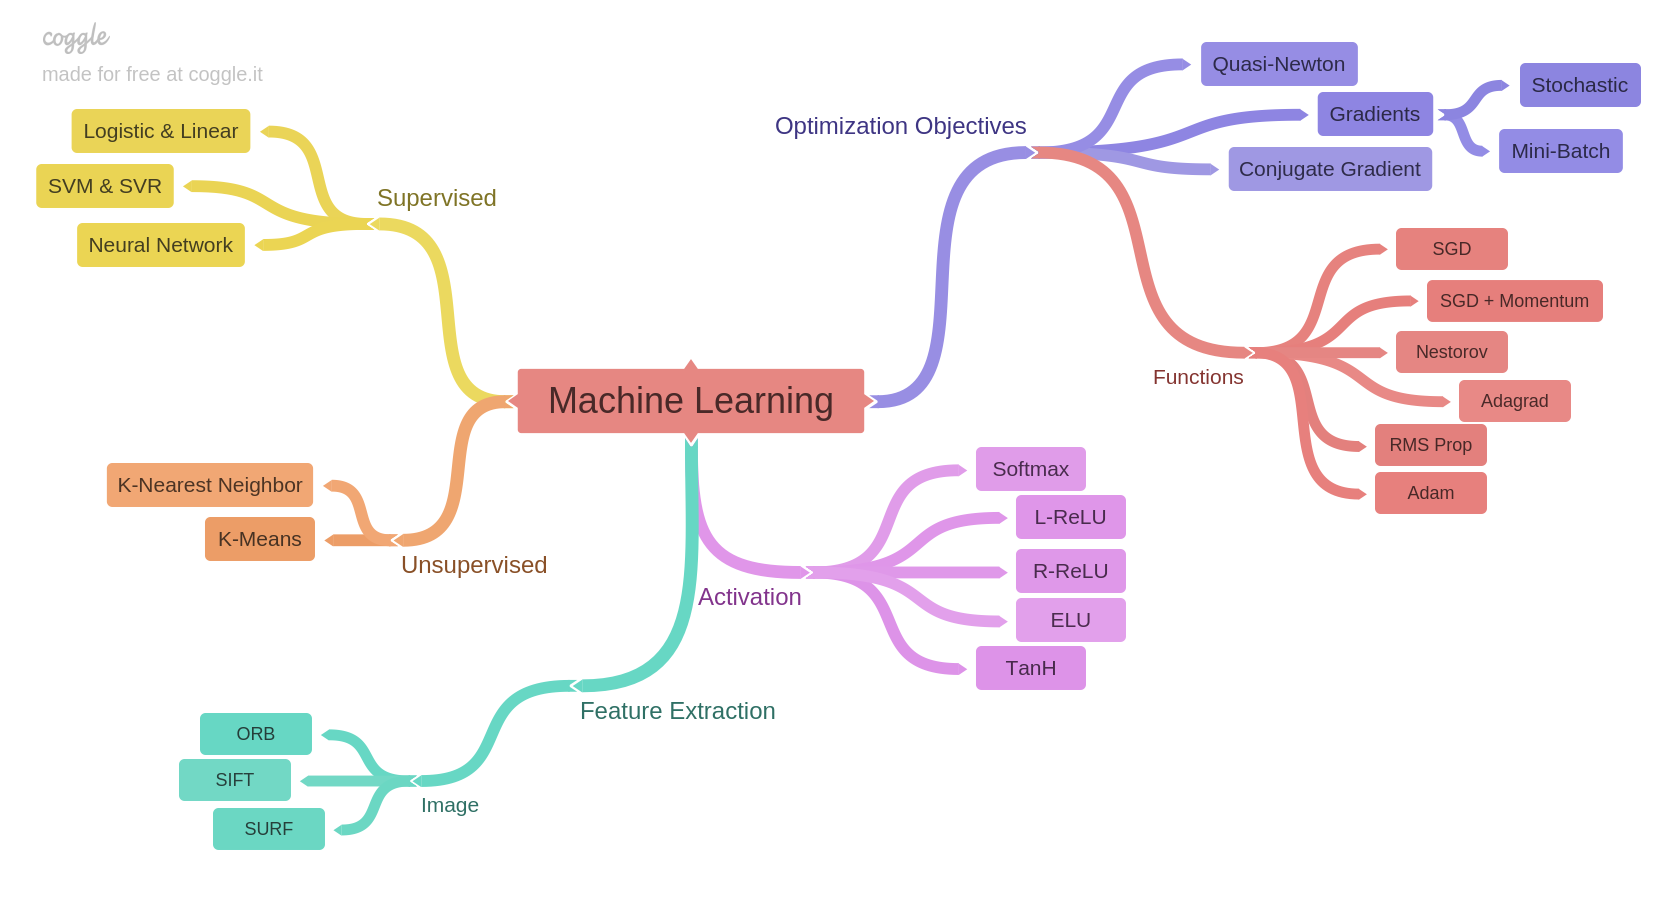 coggle
made for free at coggle.it
Logistic & Linear
SVM & SVR
Neural Network
Supervised
K-Nearest Neighbor
K-Means
Unsupervised
Machine Learning
Optimization Objectives
Quasi-Newton
Gradients
Stochastic
Mini-Batch
Conjugate Gradient
Functions
SGD
SGD + Momentum
Nestorov
Adagrad
RMS Prop
Adam
Activation
Softmax
L-ReLU
R-ReLU
ELU
TanH
Feature Extraction
Image
ORB
SIFT
SURF